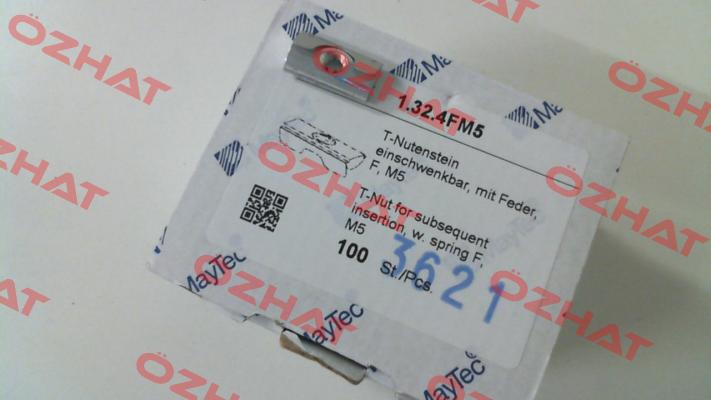 1.32.4FM5
T-Nutenstein
einschwenkbar, mit Feder,
F, M5
T-Nut for subsequent
insertion, w. spring F,
M5
100 St./Pcs.
3621
MayTec
MayTec
MayTec
ÖZHAT
ÖZHAT
ÖZHAT
ÖZHAT
ÖZHAT
ÖZHAT
ÖZHAT
ÖZHAT
ÖZHAT